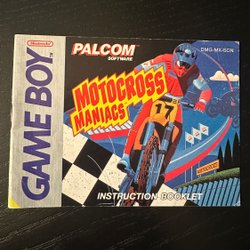 Nintendo
GAME BOY
PALCOM
SOFTWARE
DMG-MX-SCN
MOTOCROSS
MANIACS
17
INSTRUCTION BOOKLET